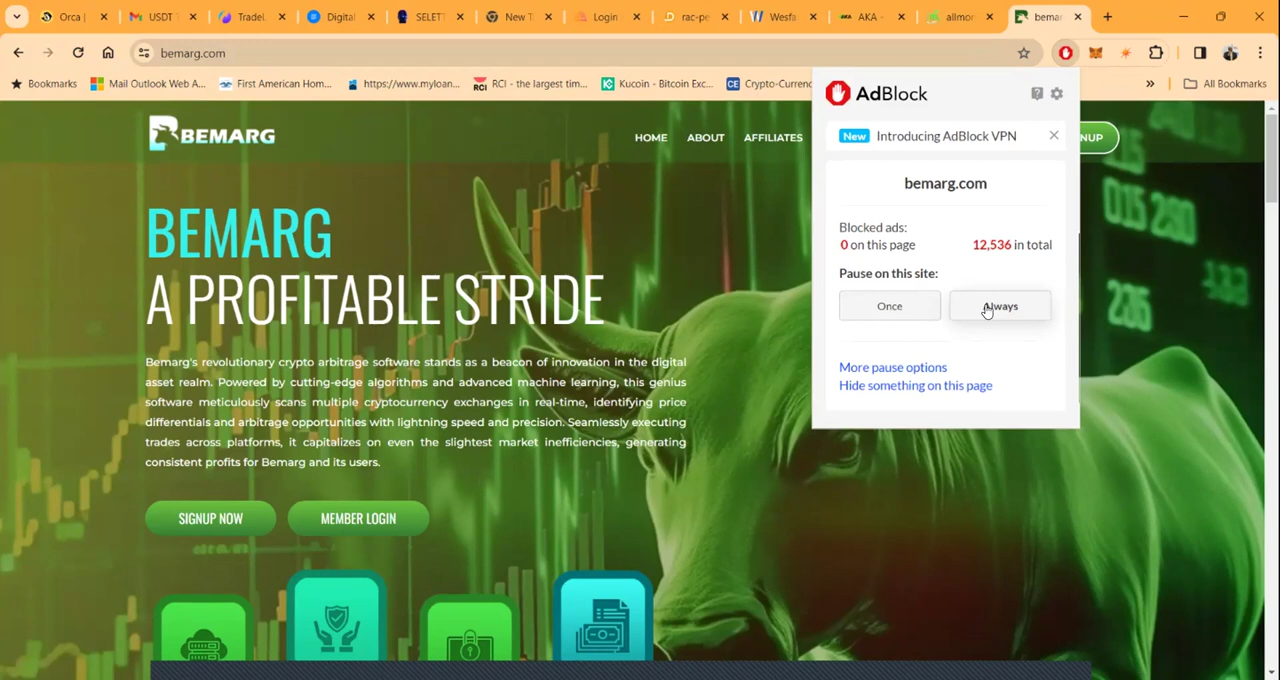 Orca |
USDT T
TradeL
Digital
SELETT
New T
Login
rac-pe
Wesfa
AKA -
allmor
bemar
bemarg.com
Bookmarks
Mail Outlook Web A...
First American Hom...
https://www.myloan...
RCI - the largest tim...
Kucoin - Bitcoin Exc...
Crypto-Currenc
»
All Bookmarks
BEMARG
HOME
ABOUT
AFFILIATES
NUP
AdBlock
New
Introducing AdBlock VPN
bemarg.com
Blocked ads:
0 on this page
12,536 in total
Pause on this site:
Once
Always
More pause options
Hide something on this page
BEMARG
A PROFITABLE STRIDE
Bemarg's revolutionary crypto arbitrage software stands as a beacon of innovation in the digital
asset realm. Powered by cutting-edge algorithms and advanced machine learning, this genius
software meticulously scans multiple cryptocurrency exchanges in real-time, identifying price
differentials and arbitrage opportunities with lightning speed and precision. Seamlessly executing
trades across platforms, it capitalizes on even the slightest market inefficiencies, generating
consistent profits for Bemarg and its users.
SIGNUP NOW
MEMBER LOGIN